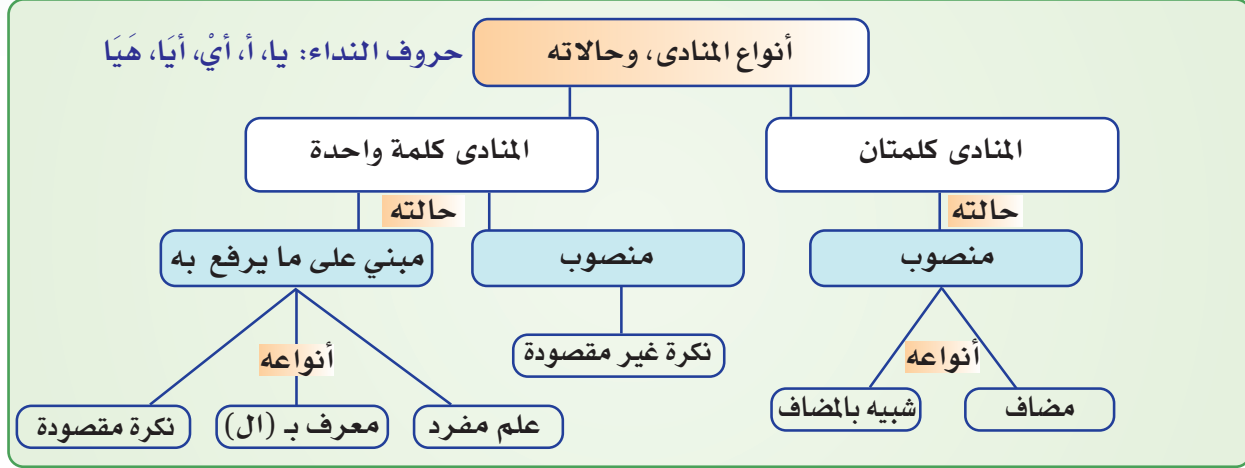 أنواع المنادى، وحالاته
حروف النداء: يا، أ، أيْ، أيَا، هَيَا
المنادى كلمتان
المنادى كلمة واحدة
حالته
حالته
منصوب
منصوب
مبني على ما يرفع به
نكرة غير مقصودة
أنواعه
أنواعه
مضاف
شبيه بالمضاف
علم مفرد
معرف بـ (ال)
نكرة مقصودة